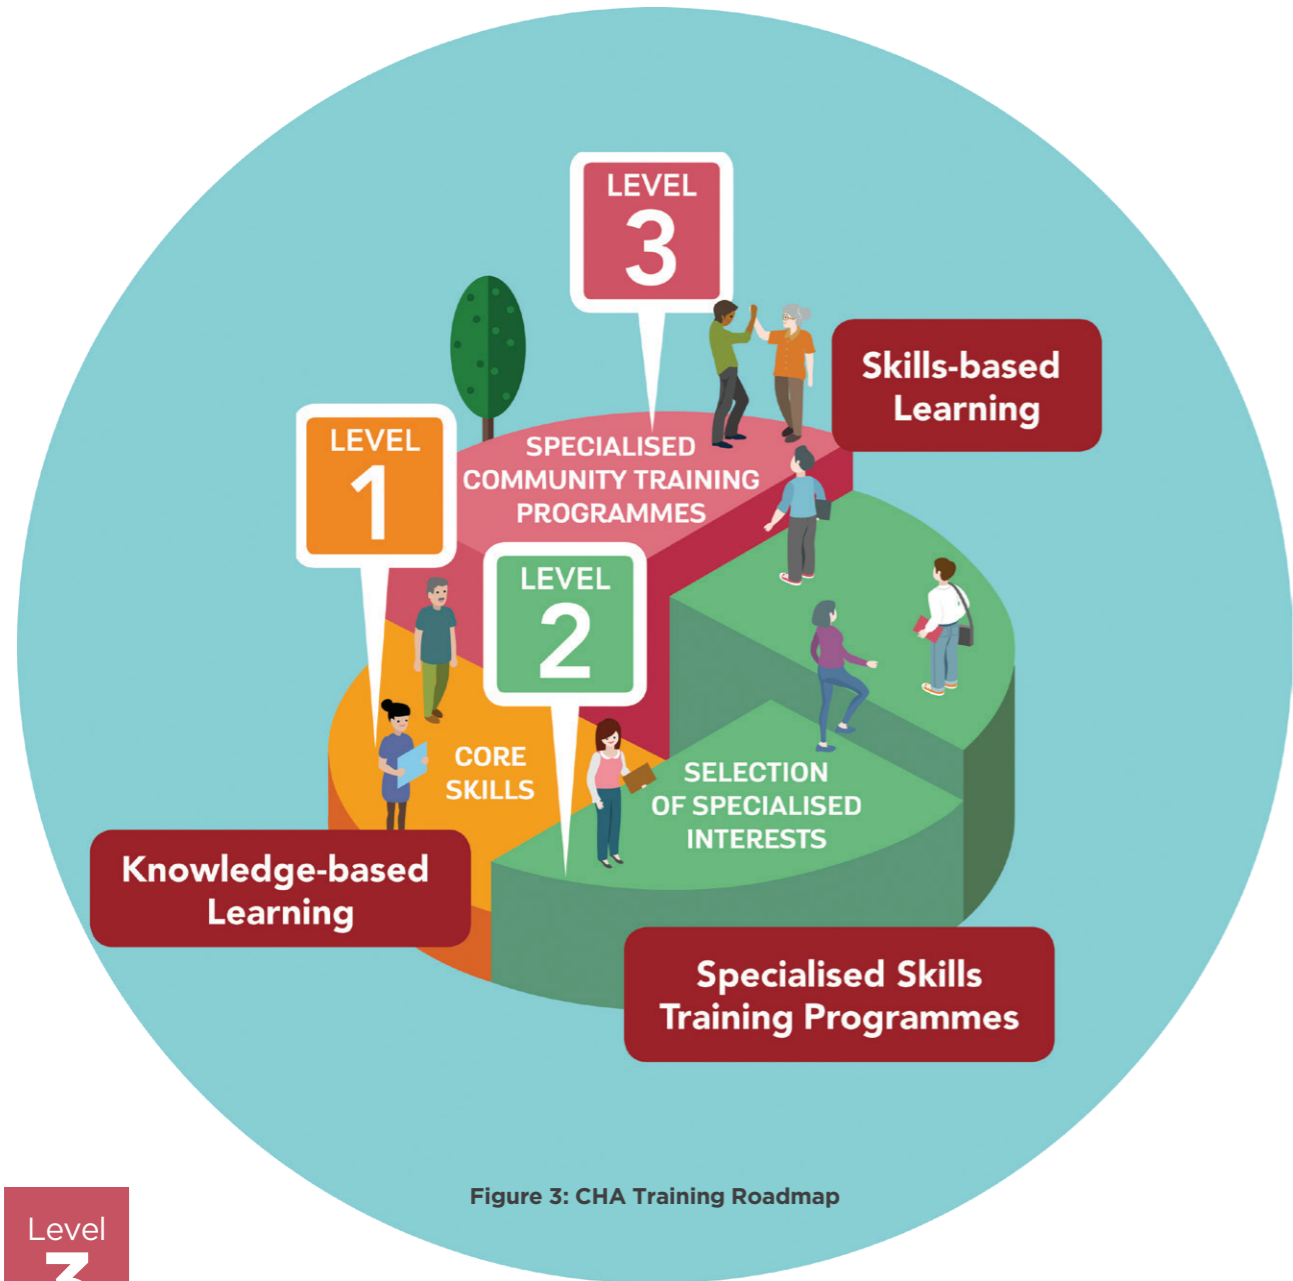 LEVEL
3
Skills-based
Learning
LEVEL
1
SPECIALISED
COMMUNITY TRAINING
PROGRAMMES
LEVEL
2
CORE
SKILLS
SELECTION
OF SPECIALISED
INTERESTS
Knowledge-based
Learning
Specialised Skills
Training Programmes
Figure 3: CHA Training Roadmap
Level
3